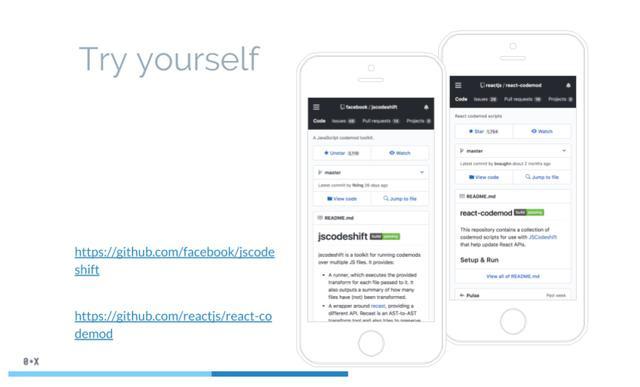 Try yourself
https://github.com/facebook/jscode
shift
https://github.com/reactjs/react-co
demod
facebook / jscodeshift
Code Issues 48 Pull requests 14 Projects 0
A JavaScript codemod toolkit.
Unstar Watch
master
Latest commit by fkling 26 days ago
View code Jump to file
README.md
jscodeshift build passing
jscodeshift is a toolkit for running codemods
over multiple JS files. It provides:
• A runner, which executes the provided
transform for each file passed to it. It
also outputs a summary of how many
files have (not) been transformed.
• A wrapper around recast, providing a
different API. Recast is an AST-to-AST
transform tool and also tries to preserve
reactjs / react-codemod
Code Issues 26 Pull requests Projects 0
React codemod scripts
Star 1,754 Watch
master
Latest commit by bvaughn about 2 months ago
View code Jump to file
README.md
react-codemod build passing
This repository contains a collection of
codemod scripts for use with JSCodeshift
that help update React APIs.
Setup & Run
View all of README.md
Pulse Past week